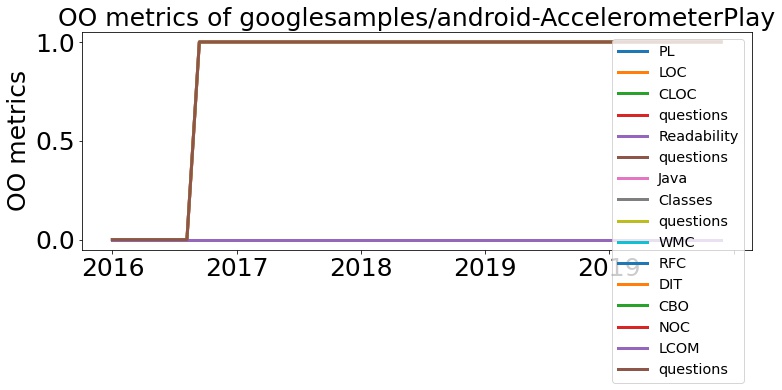 OO metrics of googlesamples/android-AccelerometerPlay
OO metrics
1.0
0.5
0.0
2016
2017
2018
2019
2019
PL
LOC
CLOC
questions
Readability
questions
Java
Classes
questions
WMC
RFC
DIT
CBO
NOC
LCOM
questions